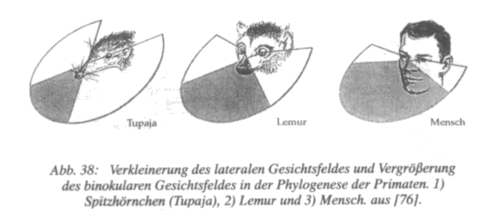 Tupaja
Lemur
Mensch
Abb. 38: Verkleinerung des lateralen Gesichtsfeldes und Vergrößerung
des binokularen Gesichtsfeldes in der Phylogenese der Primaten. 1)
Spitzhörnchen (Tupaja), 2) Lemur und 3) Mensch. aus [76].